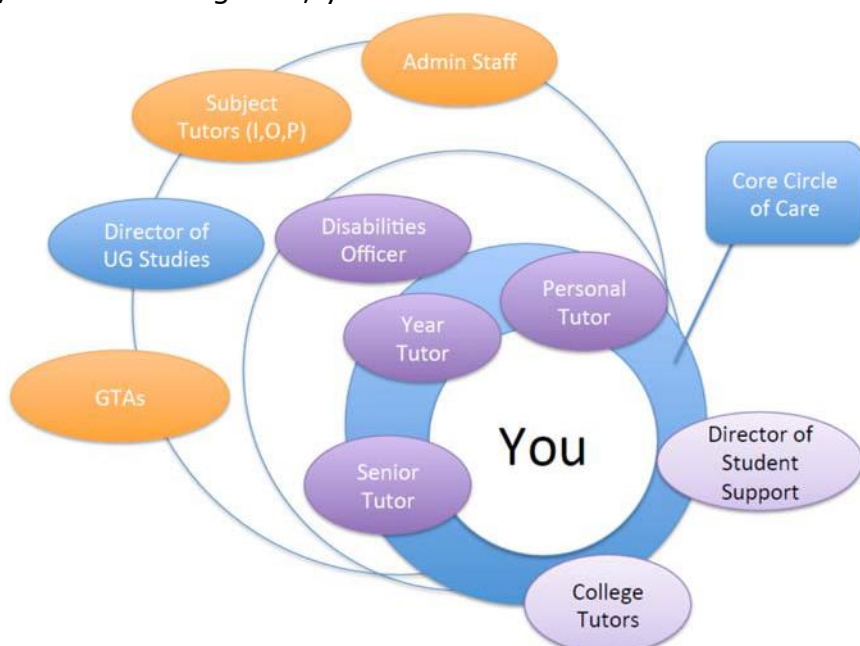 Admin Staff
Subject
Tutors (I,O,P)
Core Circle
of Care
Director of
UG Studies
Disabilities
Officer
Personal
Tutor
Year
Tutor
GTAs
You
Director of
Student
Support
Senior
Tutor
College
Tutors